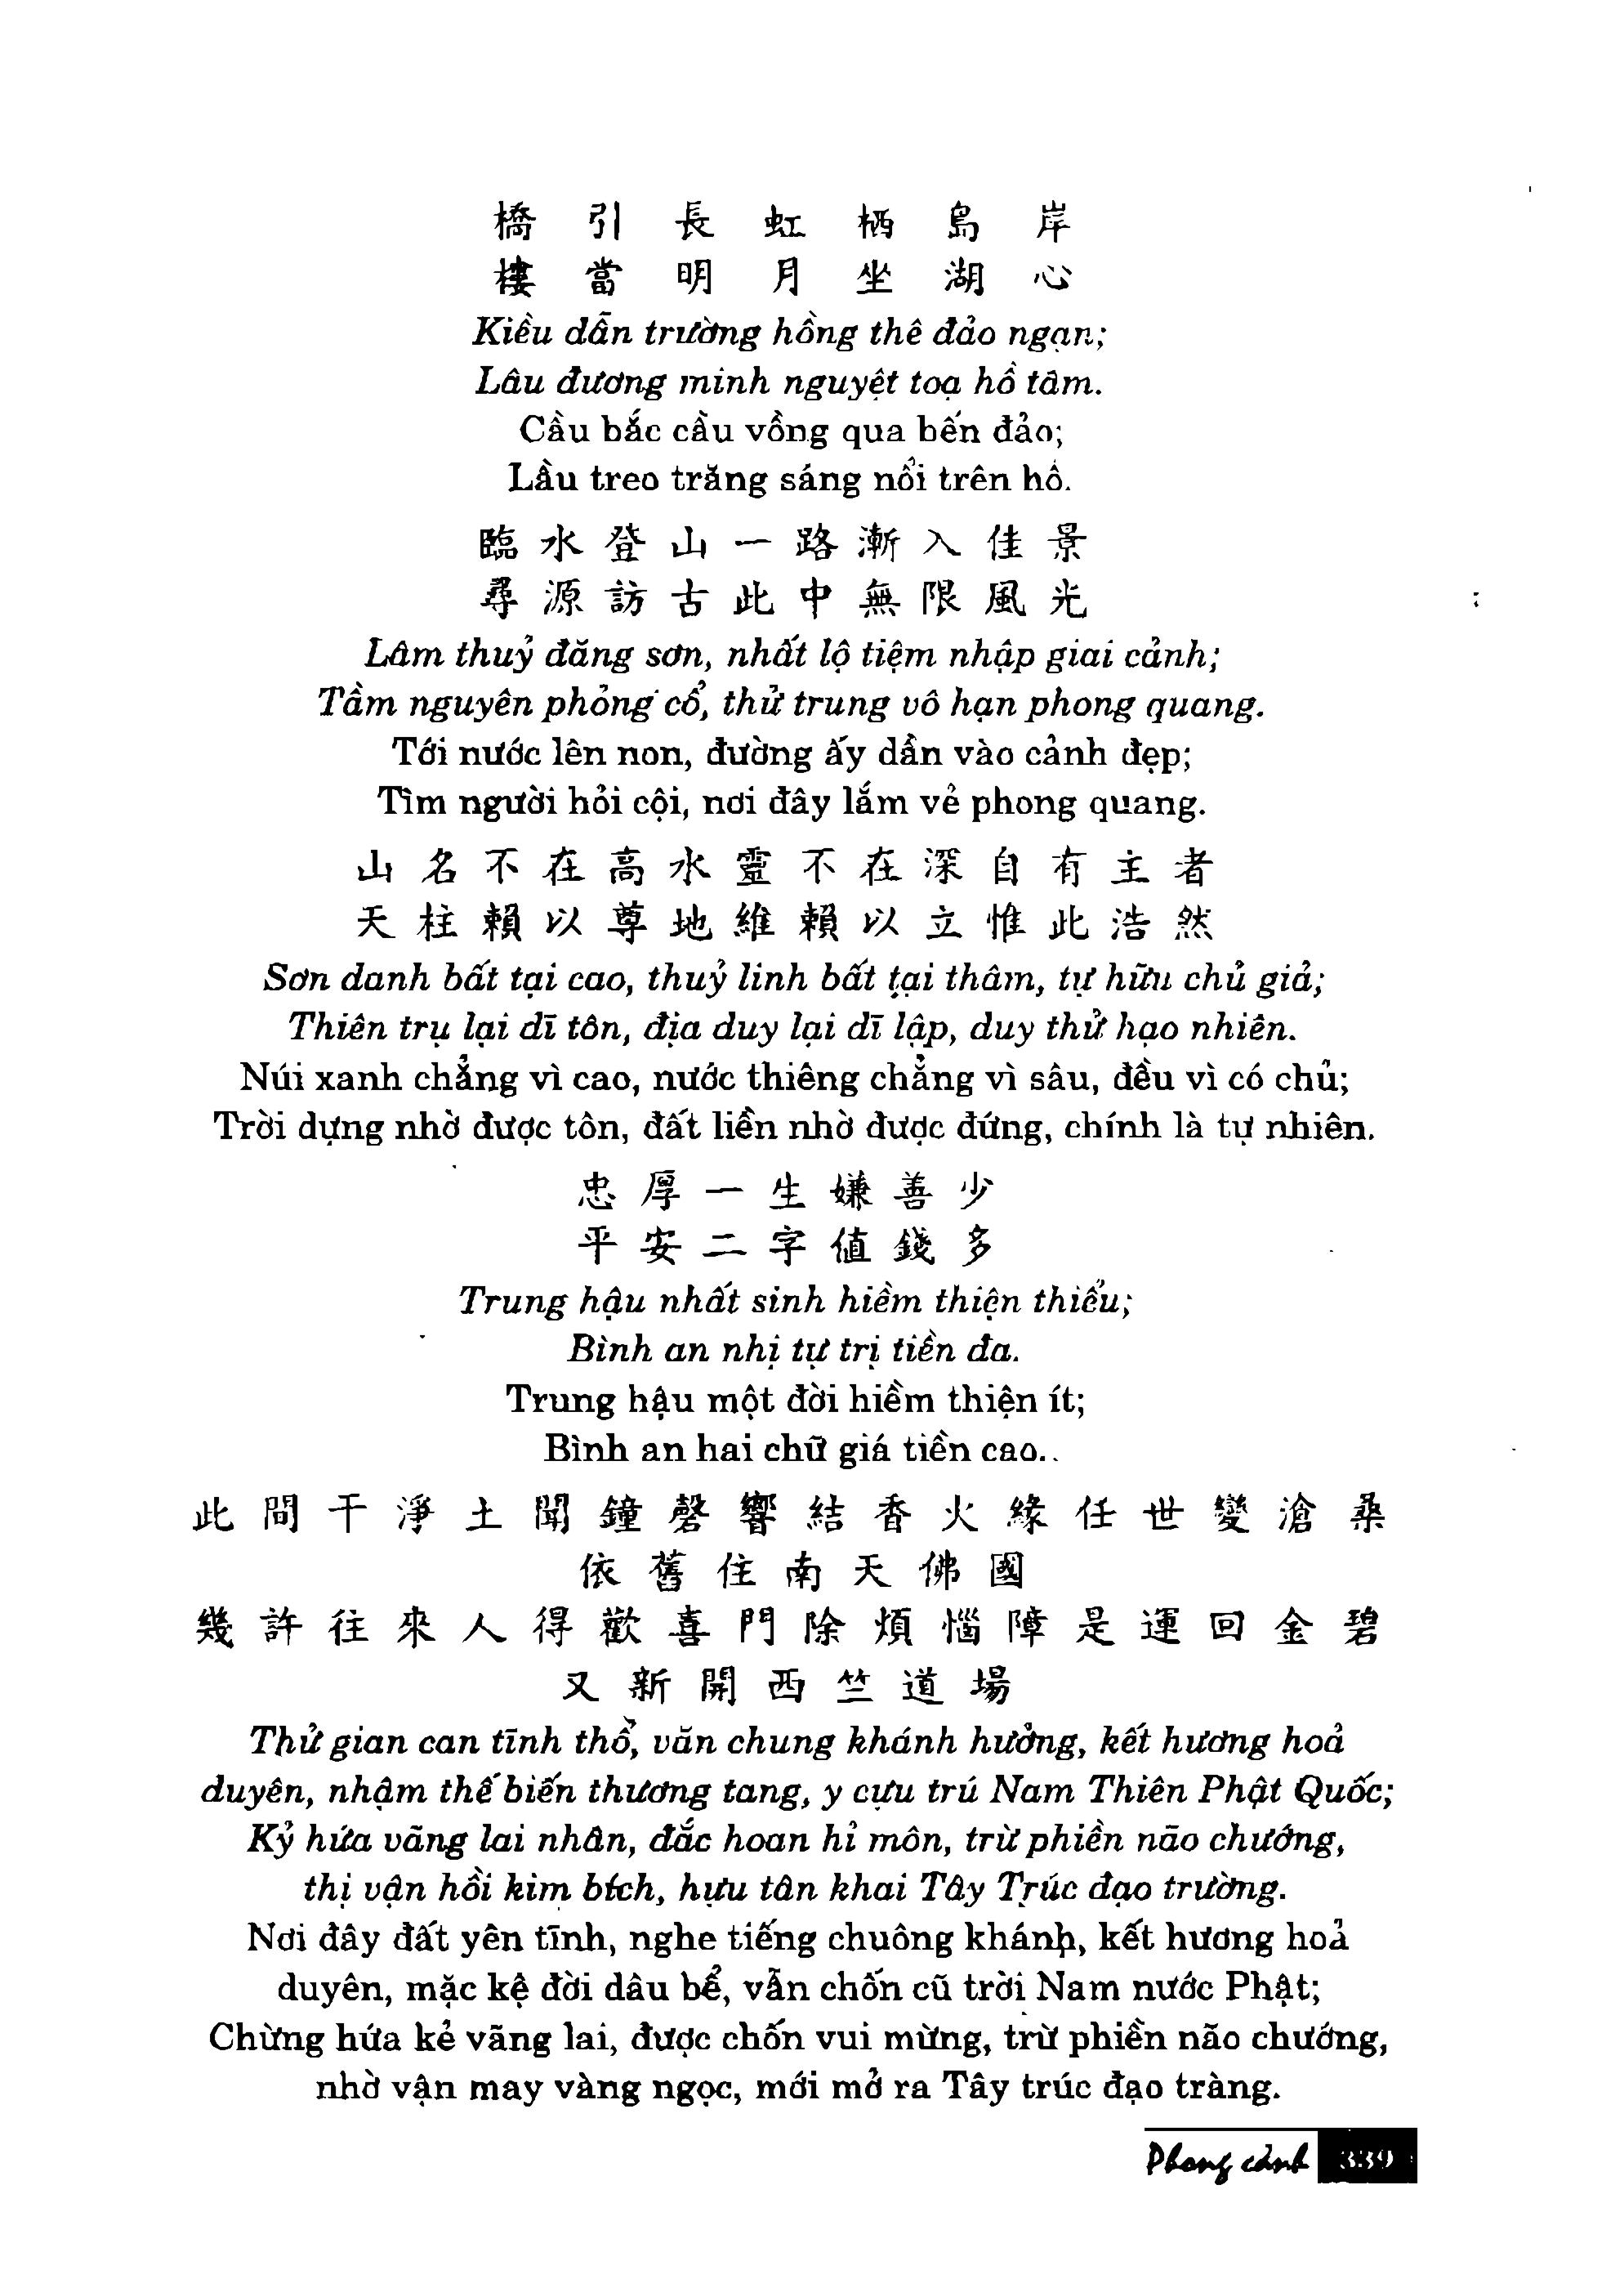 橋引長虹栖島岸
樓當明月坐湖心
Kiều dẫn trường hồng thê đảo ngạn;
Lâu đương minh nguyệt toạ hồ tâm.
Cầu bắc cầu vồng qua bến đảo;
Lầu treo trăng sáng nổi trên hồ.
臨水登山一路漸入佳景
尋源訪古此中無限風光
Lâm thuỷ đăng sơn, nhất lộ tiệm nhập giai cảnh;
Tầm nguyên phỏng cổ, thử trung vô hạn phong quang.
Tới nước lên non, đường ấy dần vào cảnh đẹp;
Tìm người hỏi cội, nơi đây lắm vẻ phong quang.
山名不在高水靈不在深自有主者
天柱賴以尊地維賴以立惟此浩然
Sơn danh bất tại cao, thuỷ linh bất tại thâm, tự hữu chủ giả;
Thiên trụ lại dĩ tôn, địa duy lại dĩ lập, duy thử hạo nhiên.
Núi xanh chẳng vì cao, nước thiêng chẳng vì sâu, đều vì có chủ;
Trời dựng nhờ được tôn, đất liền nhờ được đứng, chính là tự nhiên.
忠厚一生嫌善少
平安二字值錢多
Trung hậu nhất sinh hiềm thiện thiểu;
Bình an nhị tự trị tiền đa.
Trung hậu một đời hiềm thiện ít;
Bình an hai chữ giá tiền cao..
此間干淨土聞鐘磬響結香火緣任世變滄桑
依舊住南天佛國
幾許往來人得歡喜門除煩惱障是運回金碧
又新開西竺道場
Thử gian can tĩnh thổ, văn chung khánh hưởng, kết hương hoả
duyên, nhậm thế biến thương tang, y cựu trú Nam Thiên Phật Quốc;
Kỷ hứa vãng lai nhân, đắc hoan hỉ môn, trừ phiền não chướng,
thị vận hồi kim bích, hựu tân khai Tây Trúc đạo trường.
Nơi đây đất yên tĩnh, nghe tiếng chuông khánh, kết hương hoả
duyên, mặc kệ đời dâu bể, vẫn chốn cũ trời Nam nước Phật;
Chừng hứa kẻ vãng lai, được chốn vui mừng, trừ phiền não chướng,
nhờ vận may vàng ngọc, mới mở ra Tây trúc đạo tràng.
Phong cảnh 339